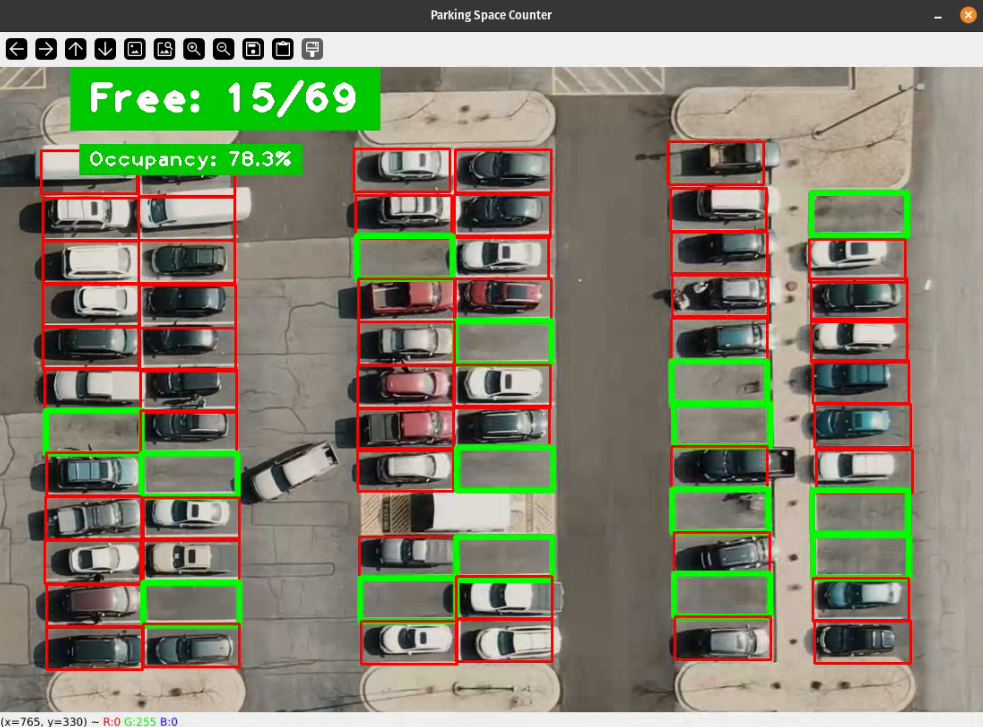 Parking Space Counter
Free: 15/69
Occupancy: 78.3%
(x=765, y=330) ~ R:0 G:255 B:0